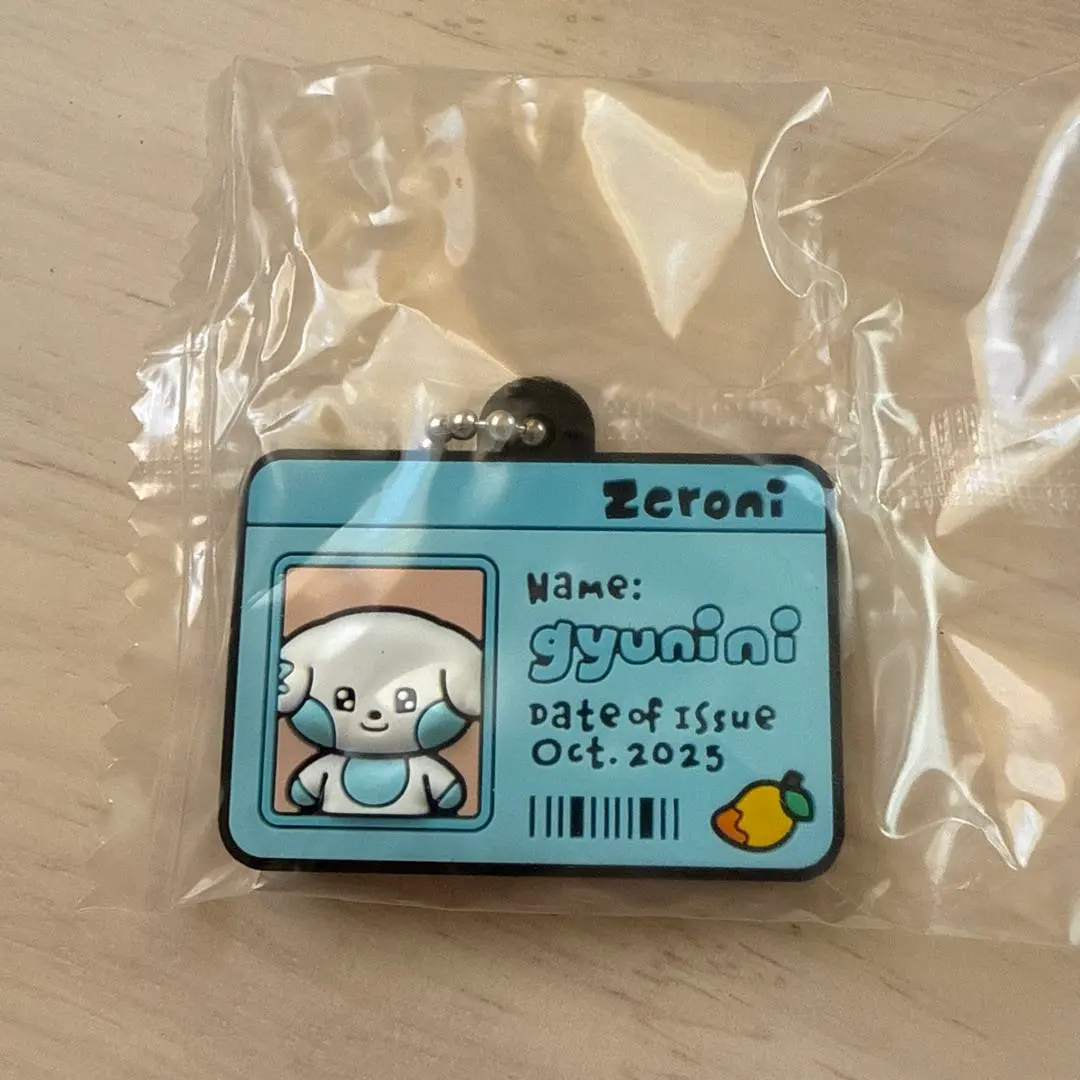 Zeroni
Name:
gyunini
Date of Issue
Oct. 2025